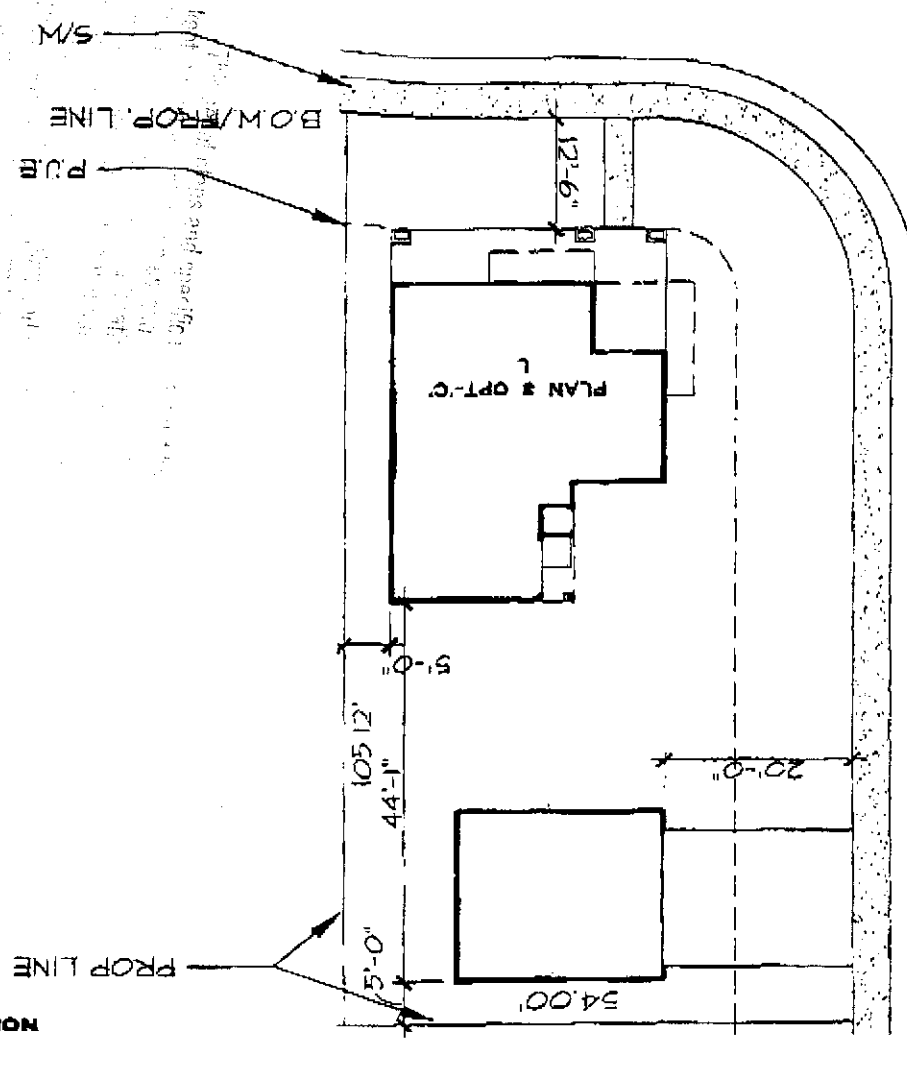 S/W
B.O.W/PROP. LINE
P.U.E
12'-6"
PLAN 3 OPT-'C'
L
5'-0"
105.12'
44'-1"
20'-0"
5'-0"
54.00'
PROP LINE